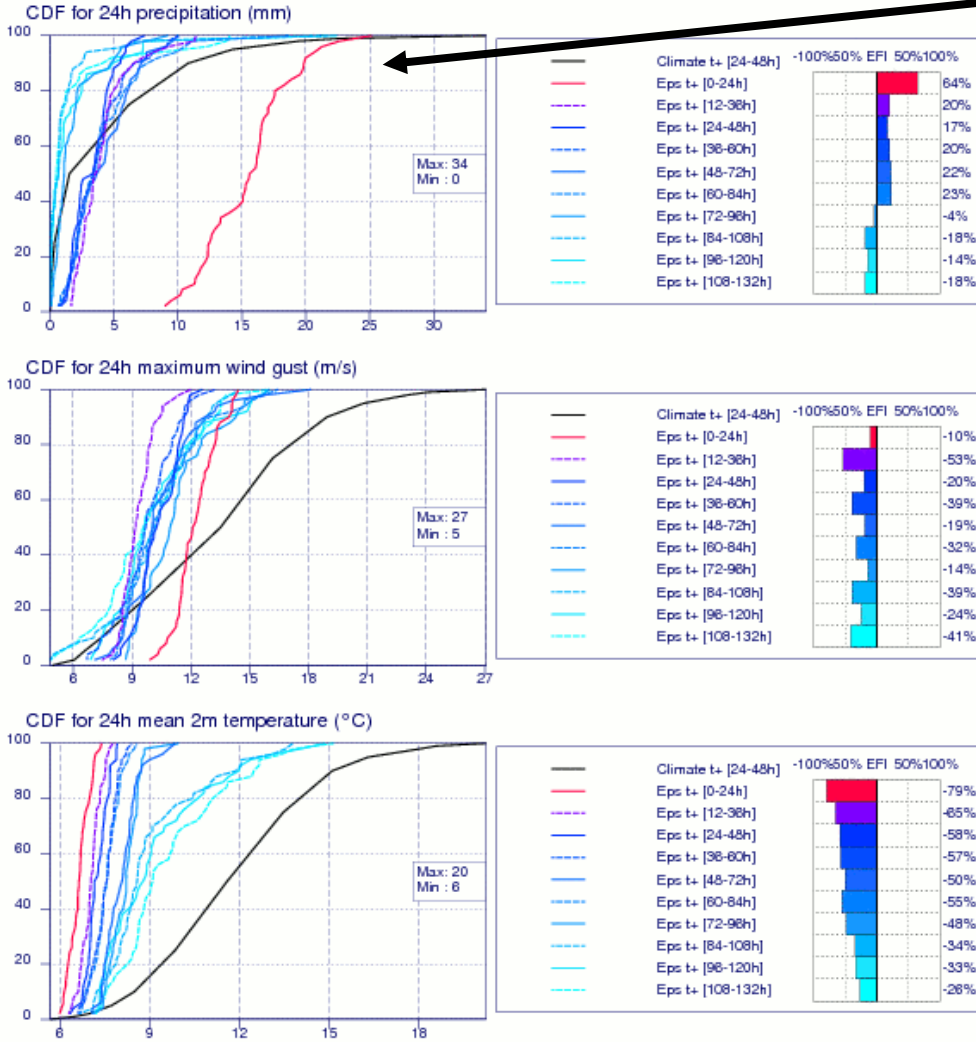 CDF for 24h precipitation (mm)
100
80
60
40
20
0
0 5 10 15 20 25 30
Max: 34
Min : 0
-100%50% EFI 50%100%
Climate t+ [24-48h]
Eps t+ [0-24h] 64%
Eps t+ [12-36h] 20%
Eps t+ [24-48h] 17%
Eps t+ [36-60h] 20%
Eps t+ [48-72h] 22%
Eps t+ [60-84h] 23%
Eps t+ [72-96h] -4%
Eps t+ [84-108h] -18%
Eps t+ [96-120h] -14%
Eps t+ [108-132h] -18%
CDF for 24h maximum wind gust (m/s)
100
80
60
40
20
0
6 9 12 15 18 21 24 27
Max: 27
Min : 5
-100%50% EFI 50%100%
Climate t+ [24-48h]
Eps t+ [0-24h] -10%
Eps t+ [12-36h] -53%
Eps t+ [24-48h] -20%
Eps t+ [36-60h] -39%
Eps t+ [48-72h] -19%
Eps t+ [60-84h] -32%
Eps t+ [72-96h] -14%
Eps t+ [84-108h] -39%
Eps t+ [96-120h] -24%
Eps t+ [108-132h] -41%
CDF for 24h mean 2m temperature (°C)
100
80
60
40
20
0
6 9 12 15 18
Max: 20
Min : 6
-100%50% EFI 50%100%
Climate t+ [24-48h]
Eps t+ [0-24h] -79%
Eps t+ [12-36h] -65%
Eps t+ [24-48h] -58%
Eps t+ [36-60h] -57%
Eps t+ [48-72h] -50%
Eps t+ [60-84h] -55%
Eps t+ [72-96h] -48%
Eps t+ [84-108h] -34%
Eps t+ [96-120h] -33%
Eps t+ [108-132h] -26%